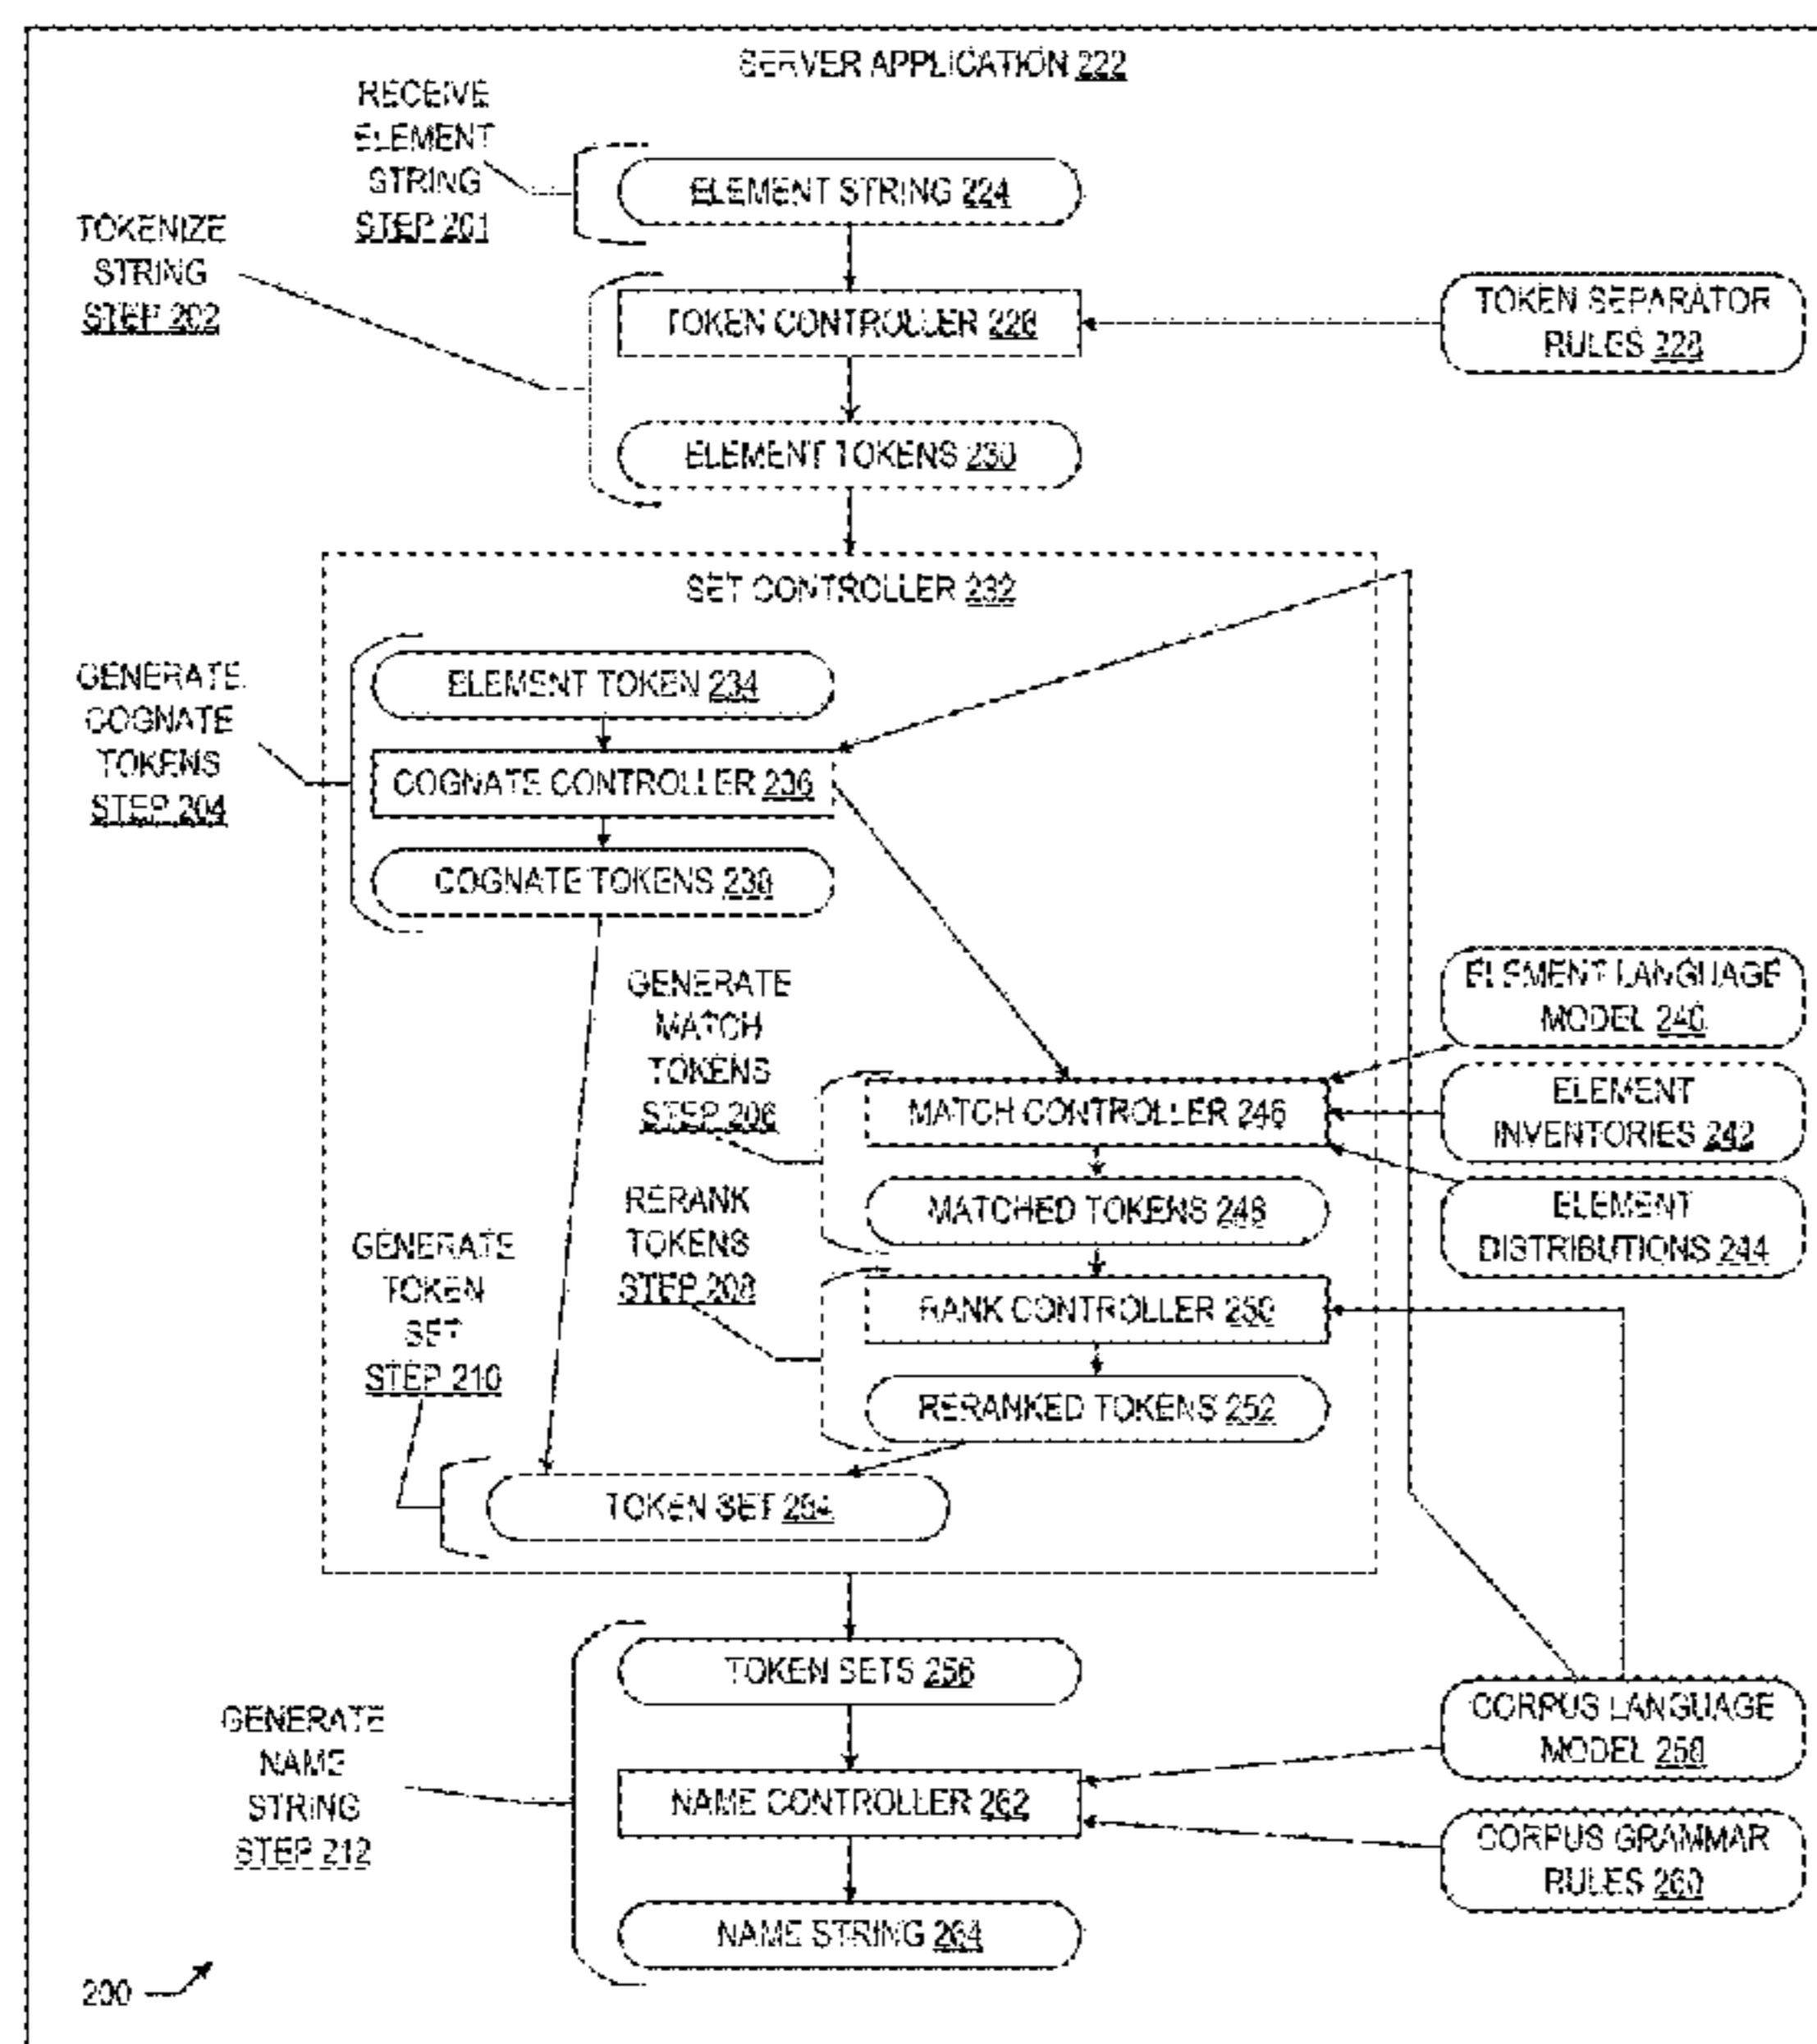 SERVER APPLICATION 222
RECEIVE
ELEMENT
STRING
STEP 201
ELEMENT STRING 224
TOKENIZE
STRING
STEP 202
TOKEN CONTROLLER 226
TOKEN SEPARATOR
RULES 228
ELEMENT TOKENS 230
SET CONTROLLER 232
GENERATE
COGNATE
TOKENS
STEP 204
ELEMENT TOKEN 234
COGNATE CONTROLLER 236
COGNATE TOKENS 238
GENERATE
MATCH
TOKENS
STEP 206
ELEMENT LANGUAGE
MODEL 240
MATCH CONTROLLER 246
ELEMENT
INVENTORIES 242
MATCHED TOKENS 248
ELEMENT
DISTRIBUTIONS 244
RERANK
TOKENS
STEP 208
RANK CONTROLLER 250
RERANKED TOKENS 252
GENERATE
TOKEN
SET
STEP 210
TOKEN SET 254
TOKEN SETS 256
GENERATE
NAME
STRING
STEP 212
CORPUS LANGUAGE
MODEL 258
NAME CONTROLLER 262
CORPUS GRAMMAR
RULES 260
NAME STRING 264
200